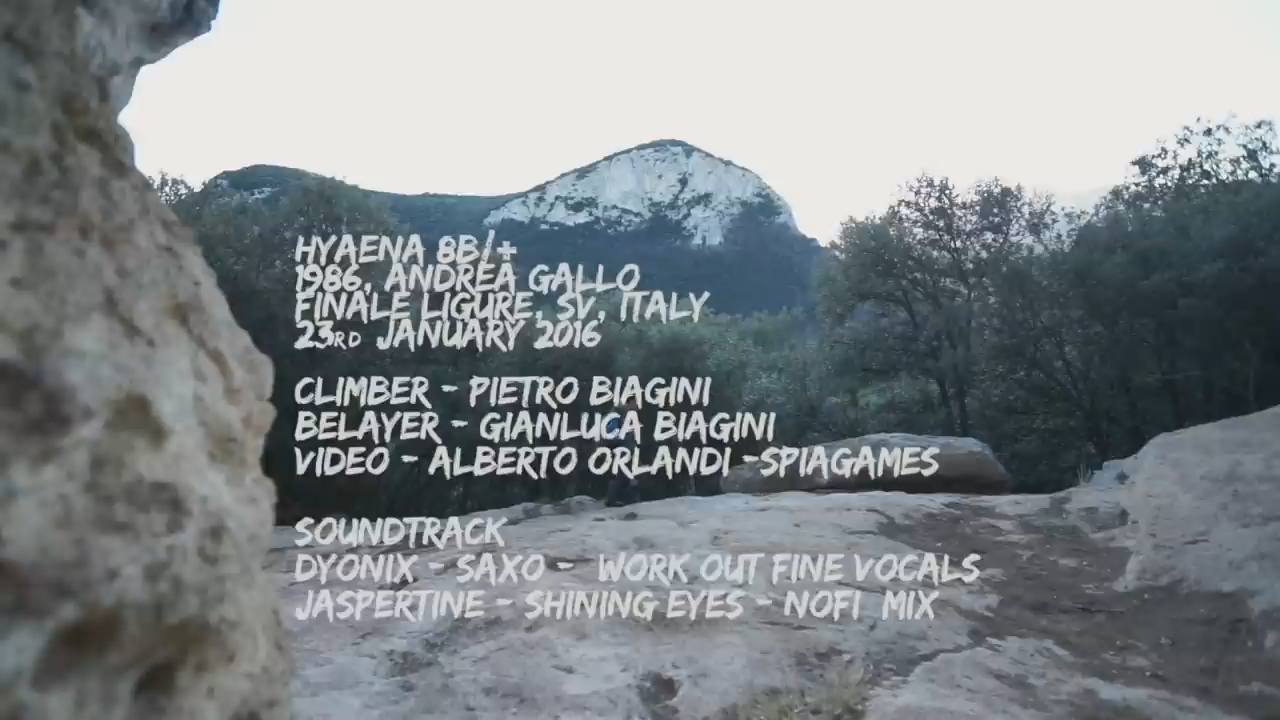 HYAENA 8B/+
1986, ANDREA GALLO
FINALE LIGURE, SV, ITALY
23RD JANUARY 2016
CLIMBER - PIETRO BIAGINI
BELAYER - GIANLUCA BIAGINI
VIDEO - ALBERTO ORLANDI -SPIAGAMES
SOUNDTRACK
DYONIX - SAXO - WORK OUT FINE VOCALS
JASPERTINE - SHINING EYES - NOFI MIX